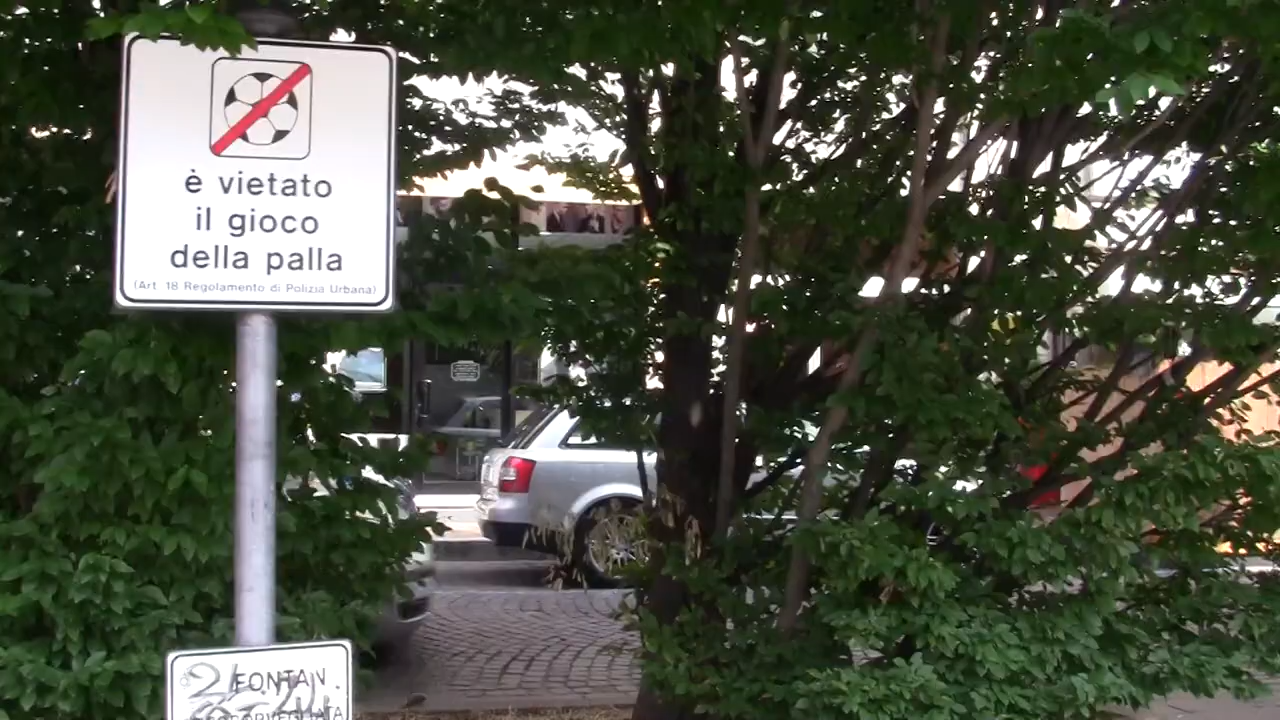 è vietato
il gioco
della palla
(Art. 18 Regolamento di Polizia Urbana)
FONTAN